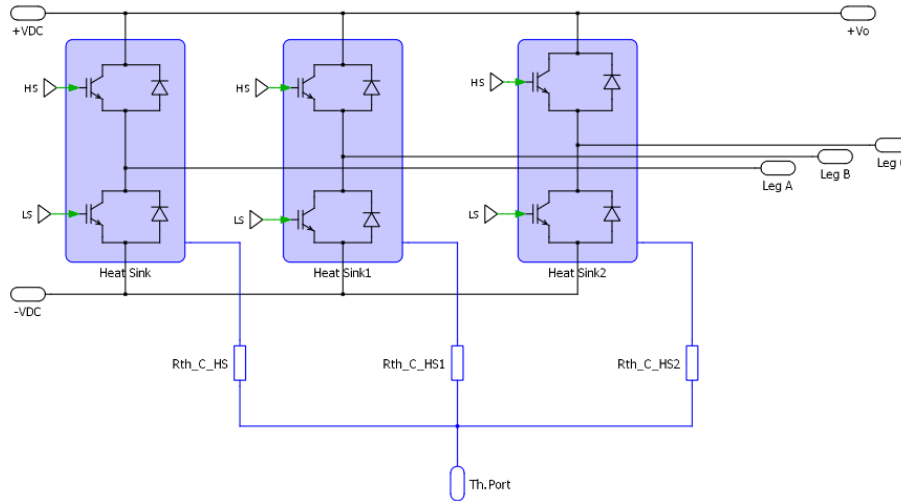 +VDC
+Vo
HS
HS
HS
Leg A
Leg B
Leg
LS
LS
LS
Heat Sink
Heat Sink1
Heat Sink2
-VDC
Rth_C_HS
Rth_C_HS1
Rth_C_HS2
Th.Port